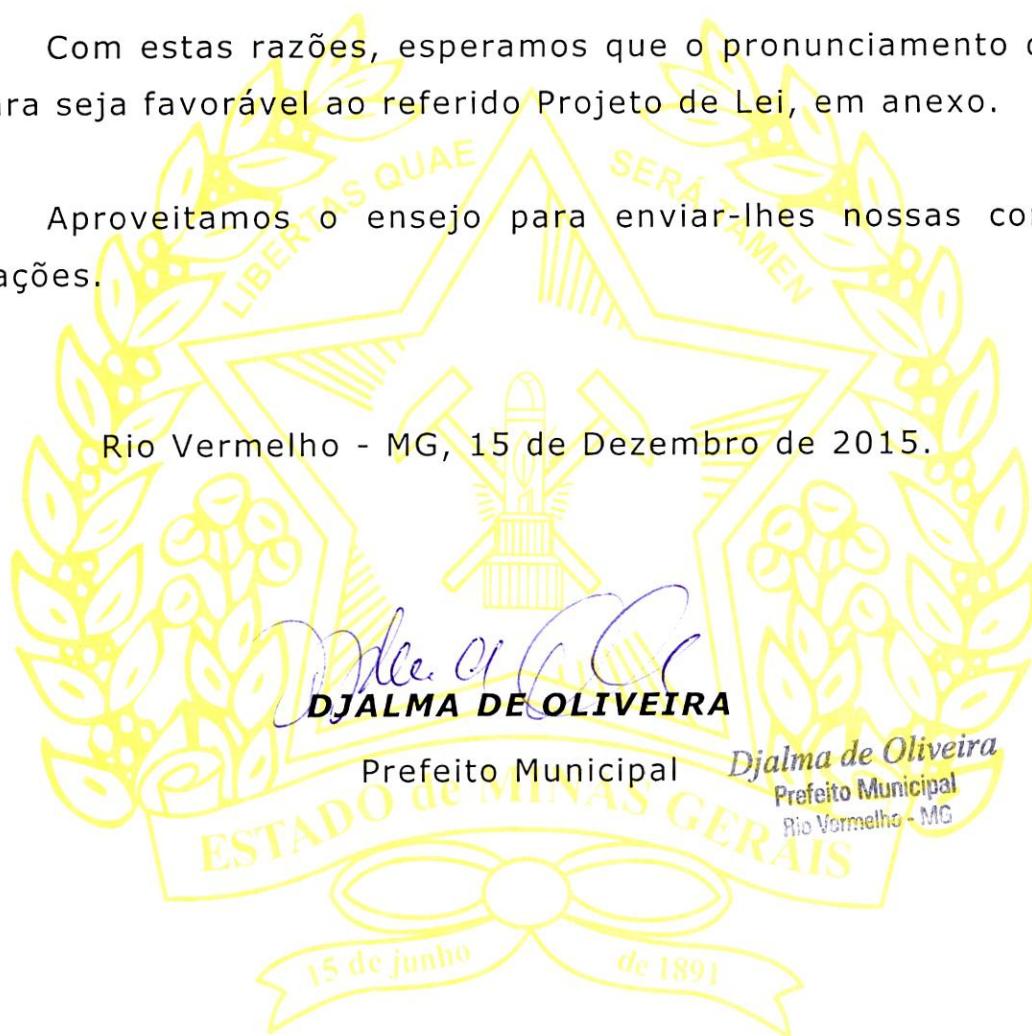 Com estas razões, esperamos que o pronunciamento
seja favorável ao referido Projeto de Lei, em anexo.
LIBERTAS QUAE SERÁ TAMEN
Aproveitamos o ensejo para enviar-lhes nossas
ações.
Rio Vermelho - MG, 15 de Dezembro de 2015.
DJALMA DE OLIVEIRA
Prefeito Municipal
Djalma de Oliveira
Prefeito Municipal
Rio Vermelho - MG
ESTADO de MINAS GERAIS
15 de junho de 1891